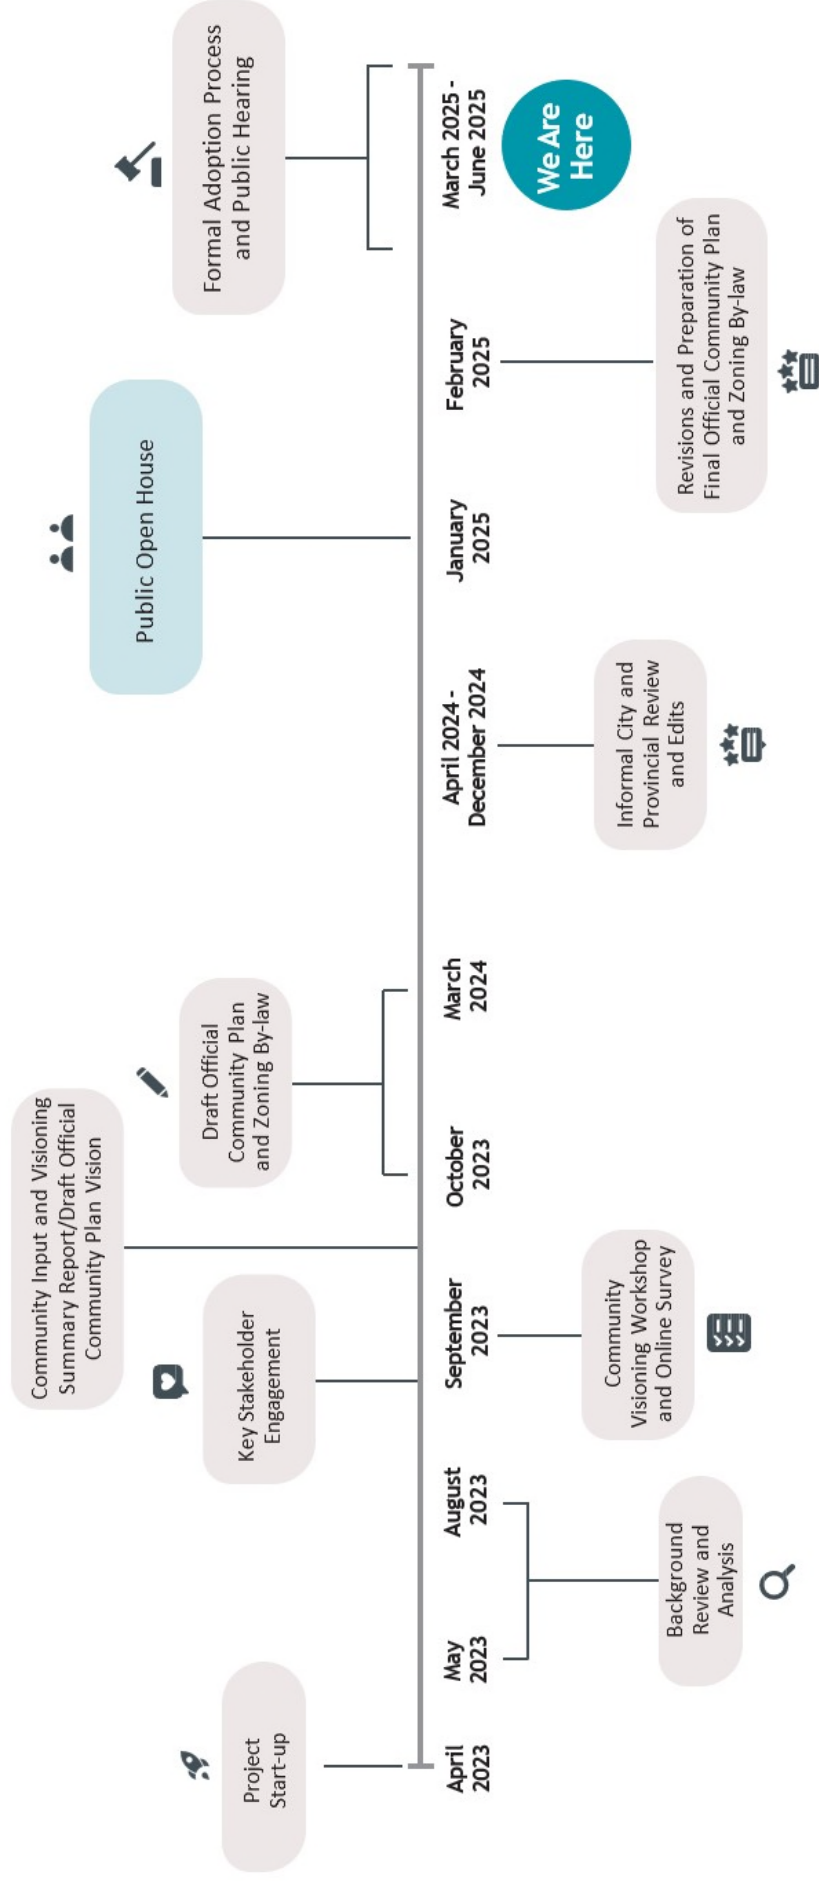 Project
Start-up
Key Stakeholder
Engagement
Community Input and Visioning
Summary Report/Draft Official
Community Plan Vision
Draft Official
Community Plan
and Zoning By-law
Public Open House
Formal Adoption Process
and Public Hearing
April
2023
May
2023
August
2023
September
2023
October
2023
March
2024
April 2024 -
December 2024
January
2025
February
2025
March 2025 -
June 2025
We Are
Here
Background
Review and
Analysis
Community
Visioning Workshop
and Online Survey
Informal City and
Provincial Review
and Edits
Revisions and Preparation of
Final Official Community Plan
and Zoning By-law